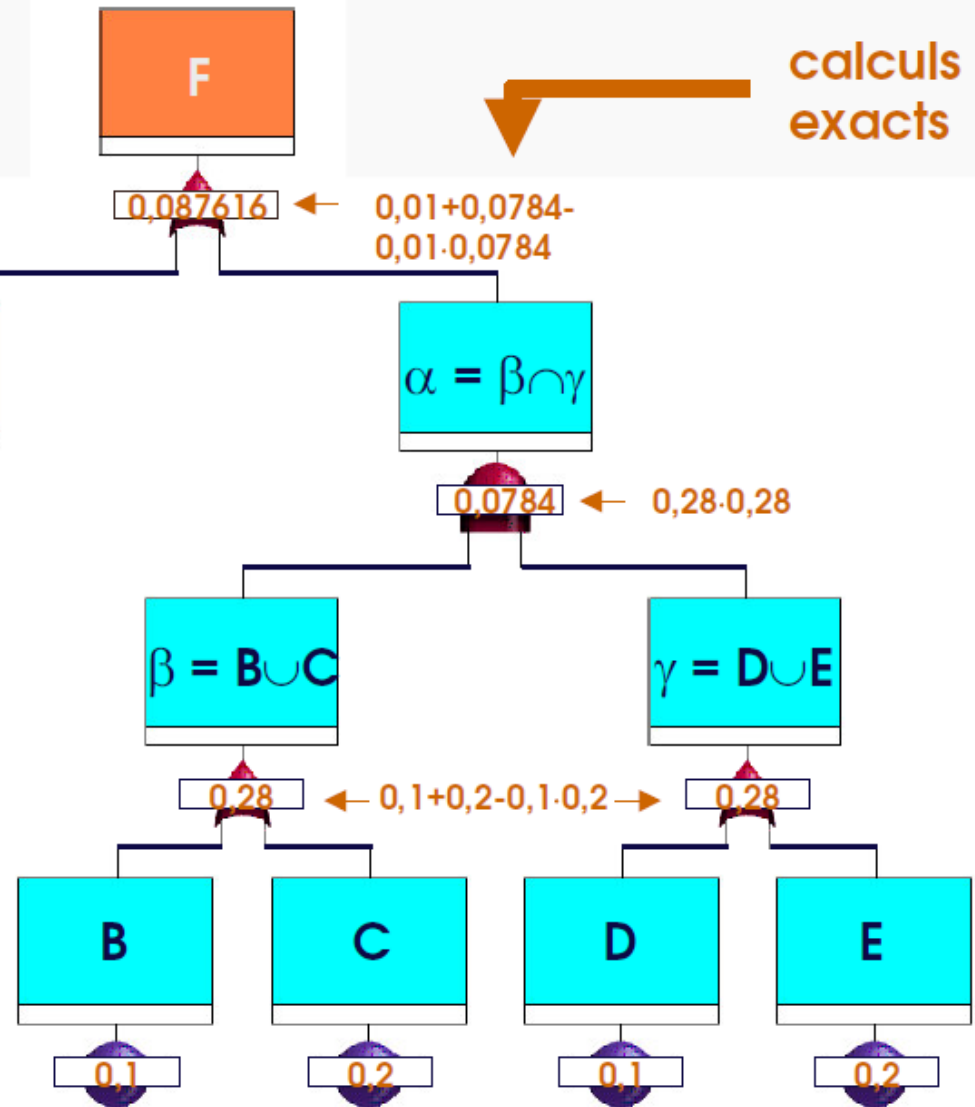 F
calculs
exacts
0,087616
0,01+0,0784-
0,01·0,0784
α = β∩γ
0,0784
0,28·0,28
β = B∪C
γ = D∪E
0,28
0,1+0,2-0,1·0,2
0,28
B
C
D
E
0,1
0,2
0,1
0,2